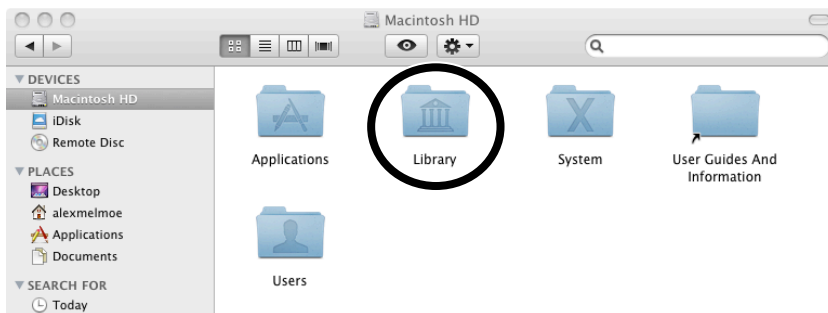 Macintosh HD
DEVICES
Macintosh HD
iDisk
Remote Disc
PLACES
Desktop
alexmelmoe
Applications
Documents
SEARCH FOR
Today
Applications
Library
System
User Guides And
Information
Users